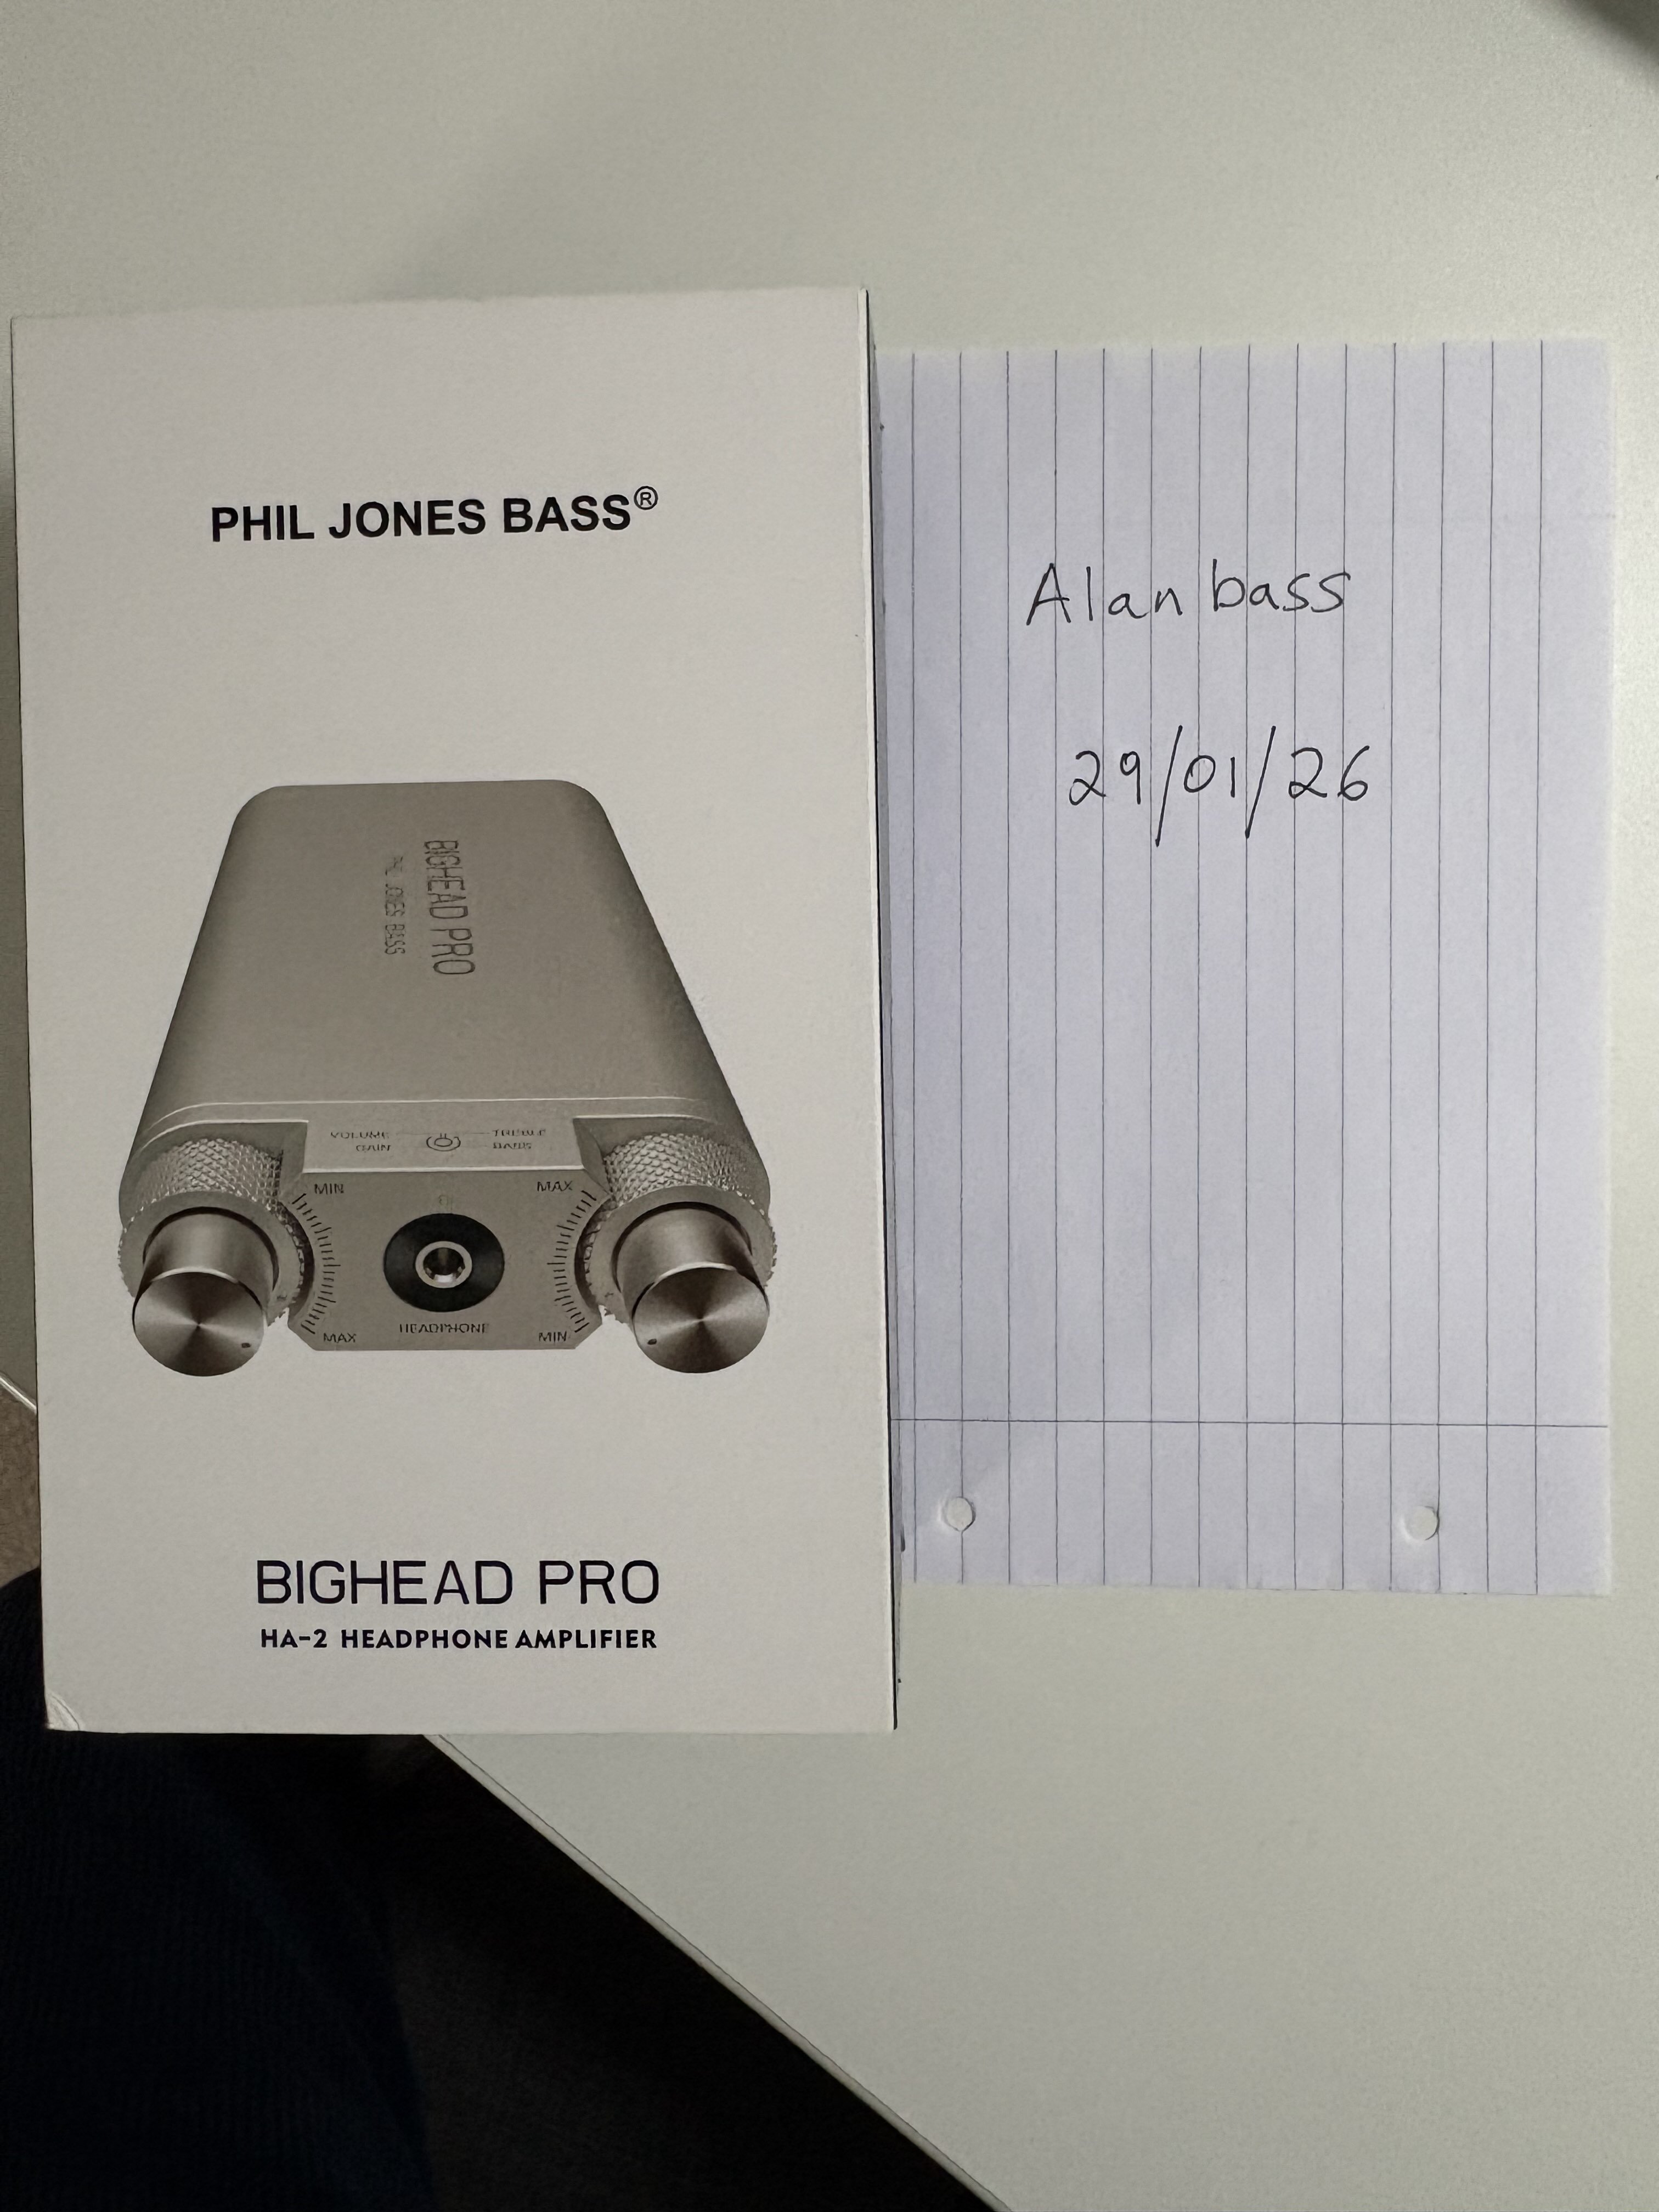 PHIL JONES BASS®
BIGHEAD PRO
PHIL JONES BASS
VOLUME TREBLE
GAIN BASS
MIN MAX
MAX HEADPHONE MIN
BIGHEAD PRO
HA-2 HEADPHONE AMPLIFIER
Alan bass
29/01/26